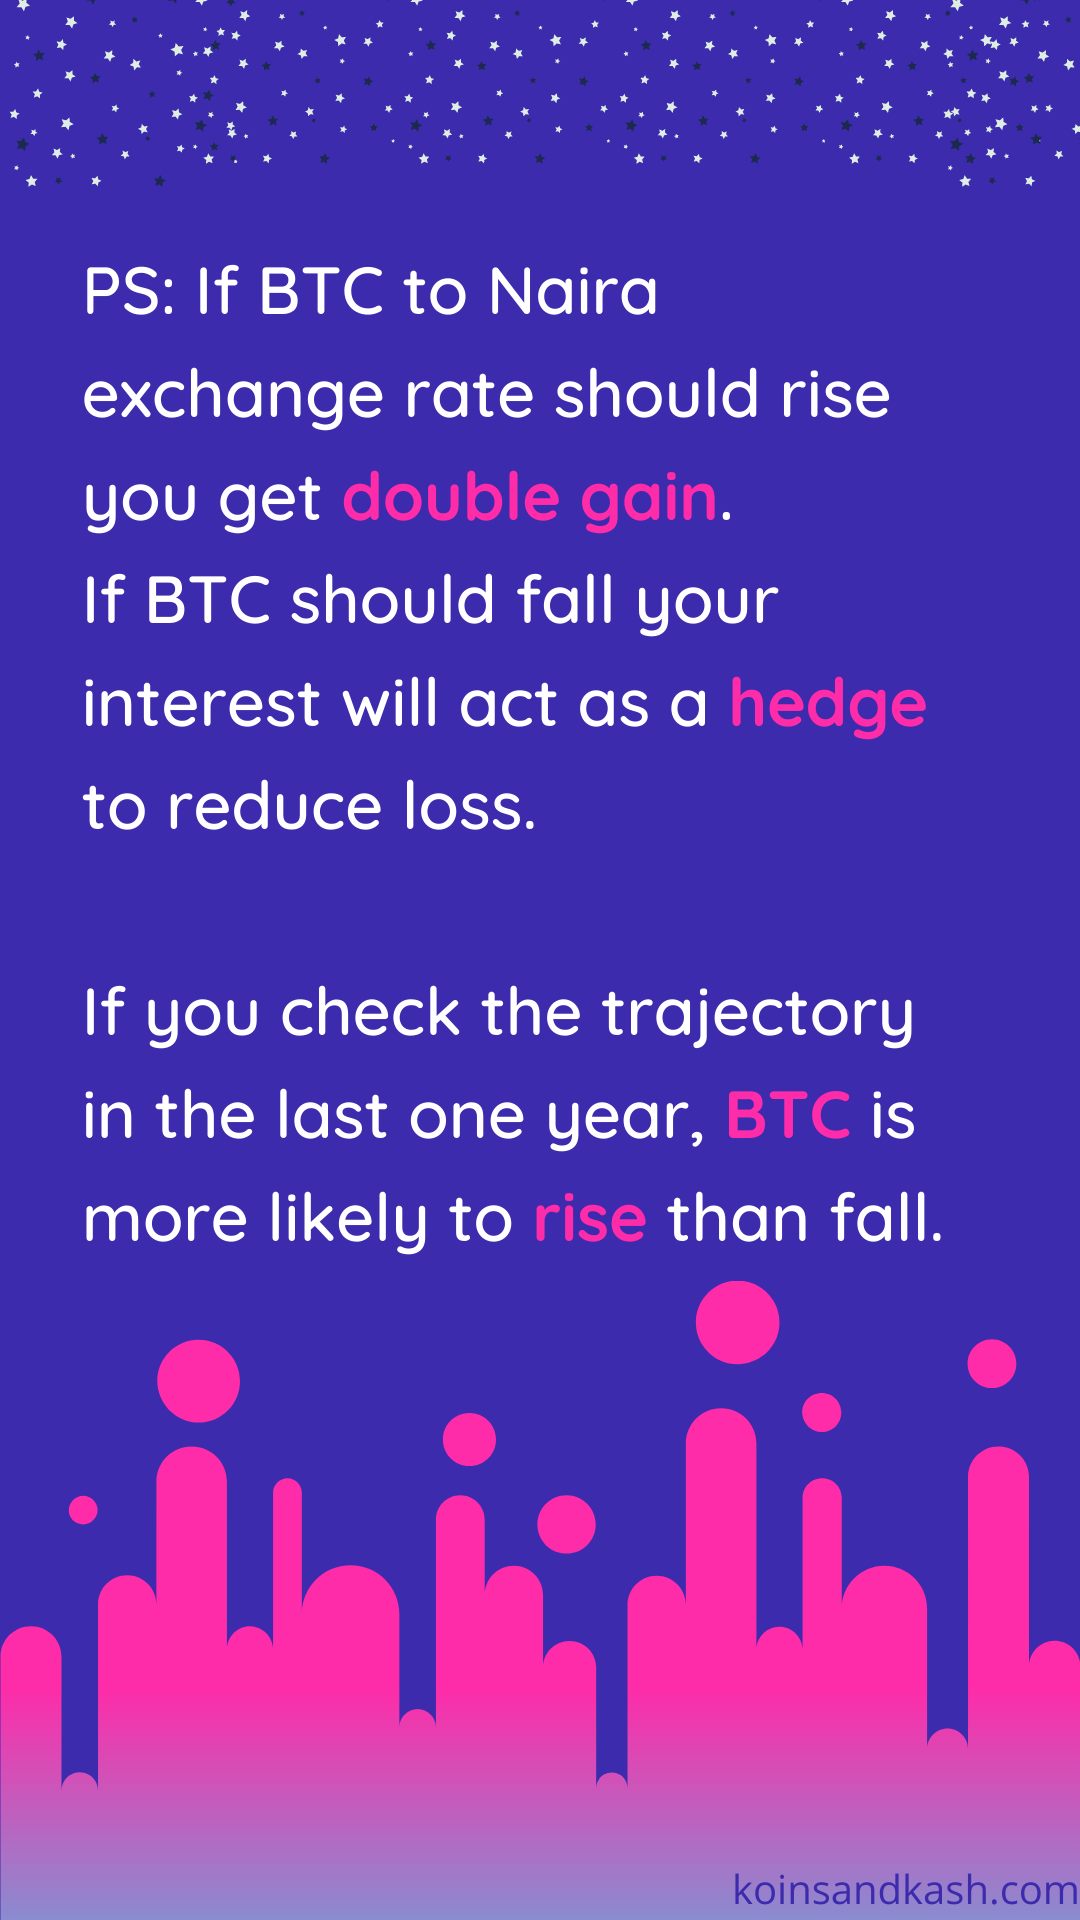 PS: If BTC to Naira
exchange rate should rise
you get double gain.
If BTC should fall your
interest will act as a hedge
to reduce loss.
If you check the trajectory
in the last one year, BTC is
more likely to rise than fall.
koinsandkash.com